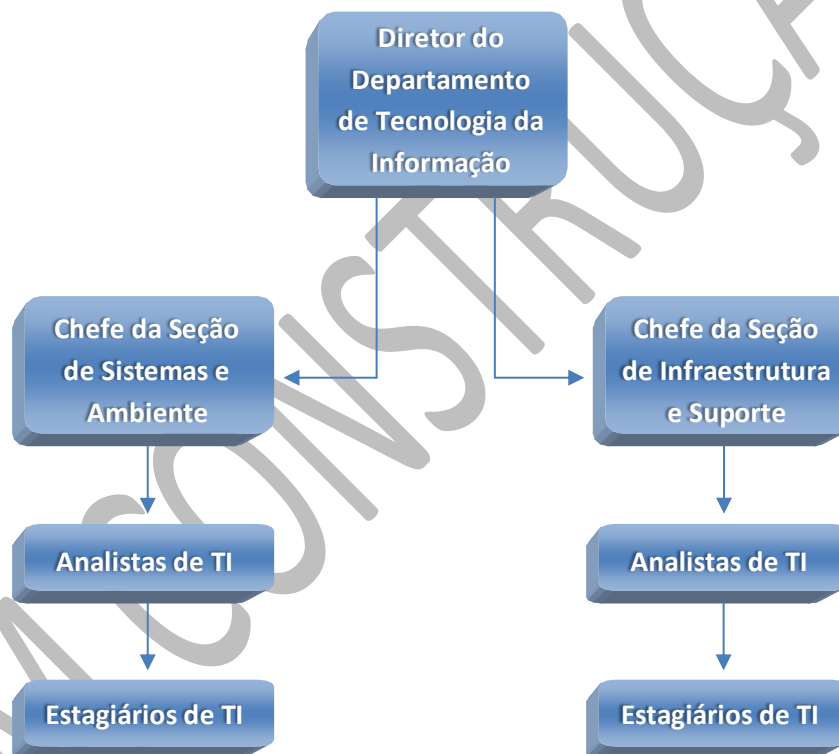 Diretor do
Departamento
de Tecnologia da
Informação
Chefe da Seção
de Sistemas e
Ambiente
Chefe da Seção
de Infraestrutura
e Suporte
Analistas de TI
Analistas de TI
Estagiários de TI
Estagiários de TI
M CONSTRUÇÃ